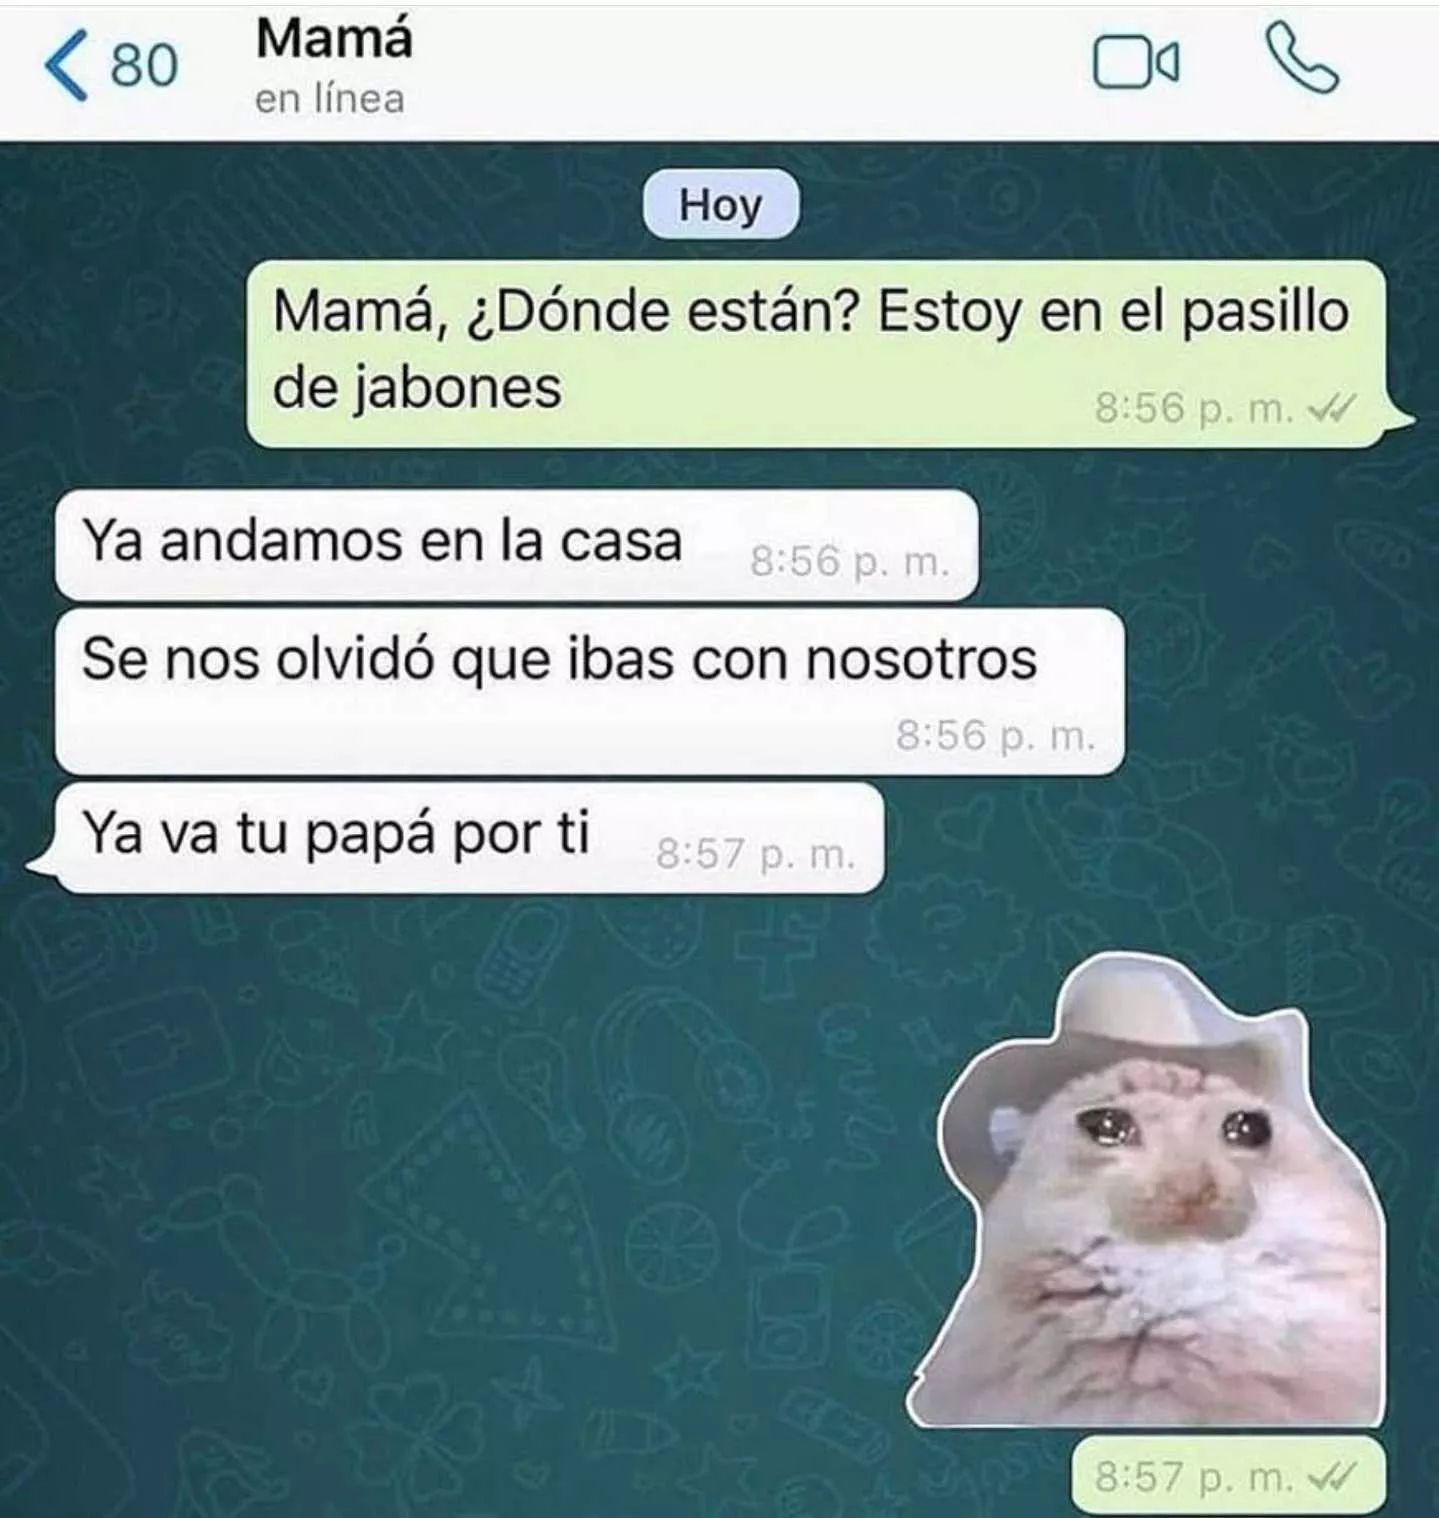 80
Mamá
en línea
Hoy
Mamá, ¿Dónde están? Estoy en el pasillo
de jabones
8:56 p. m.
Ya andamos en la casa
8:56 p. m.
Se nos olvidó que ibas con nosotros
8:56 p. m.
Ya va tu papá por ti
8:57 p. m.
8:57 p. m.